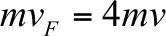 mv_F = 4mv